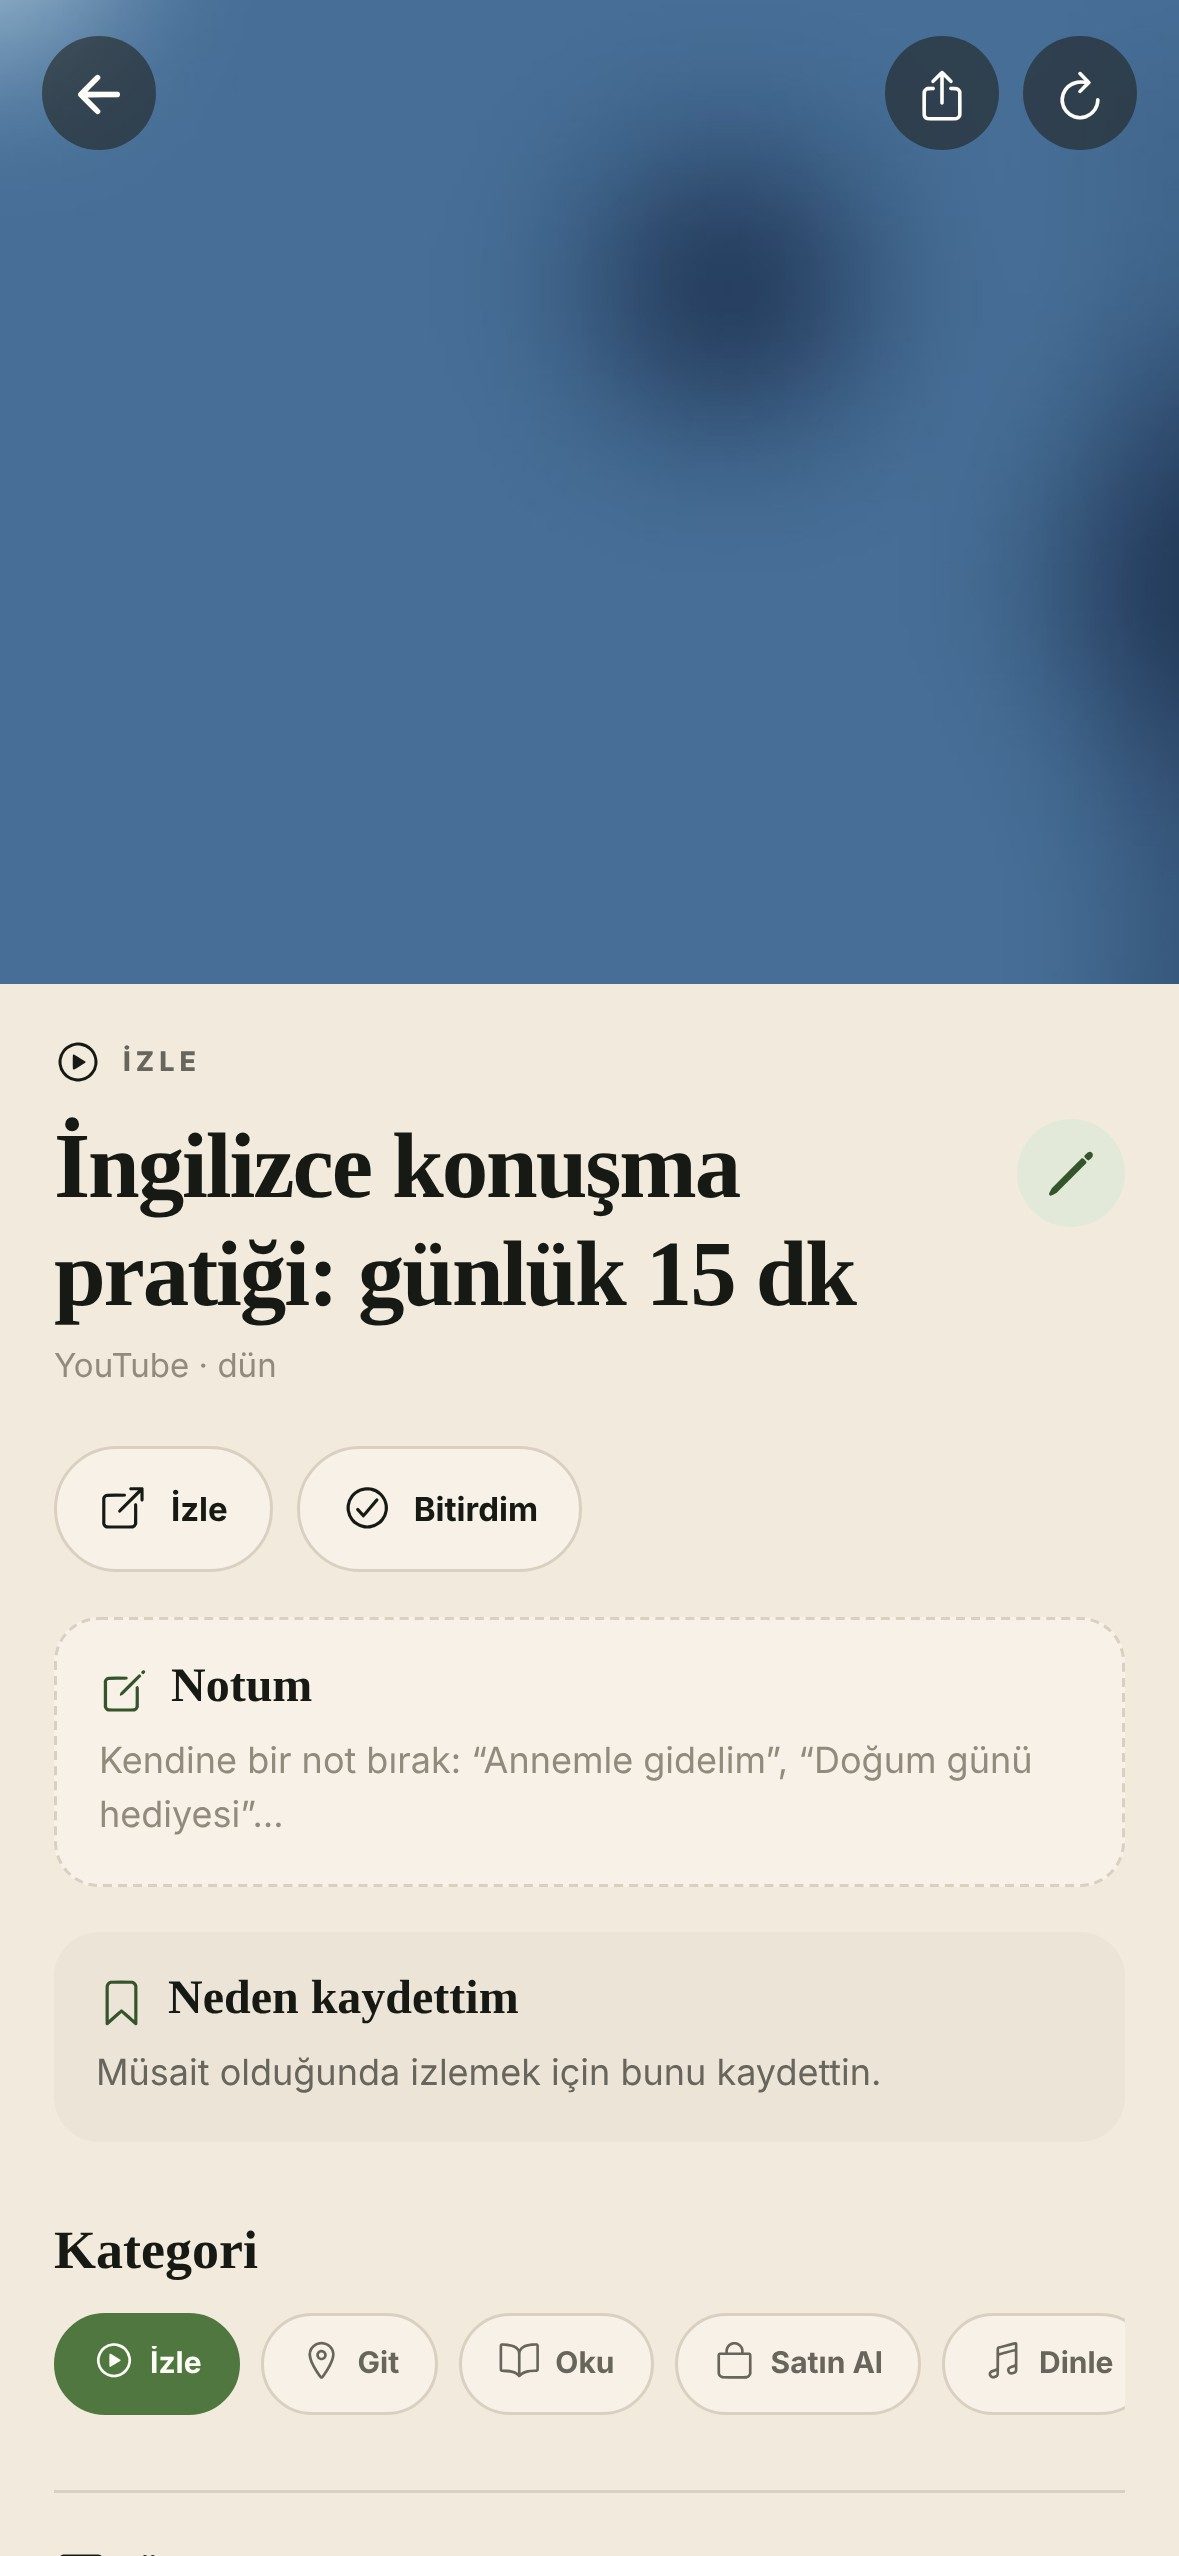 İZLE
İngilizce konuşma
pratiği: günlük 15 dk
YouTube · dün
İzle
Bitirdim
Notum
Kendine bir not bırak: “Annemle gidelim”, “Doğum günü
hediyesi”...
Neden kaydettim
Müsait olduğunda izlemek için bunu kaydettin.
Kategori
İzle
Git
Oku
Satın Al
Dinle